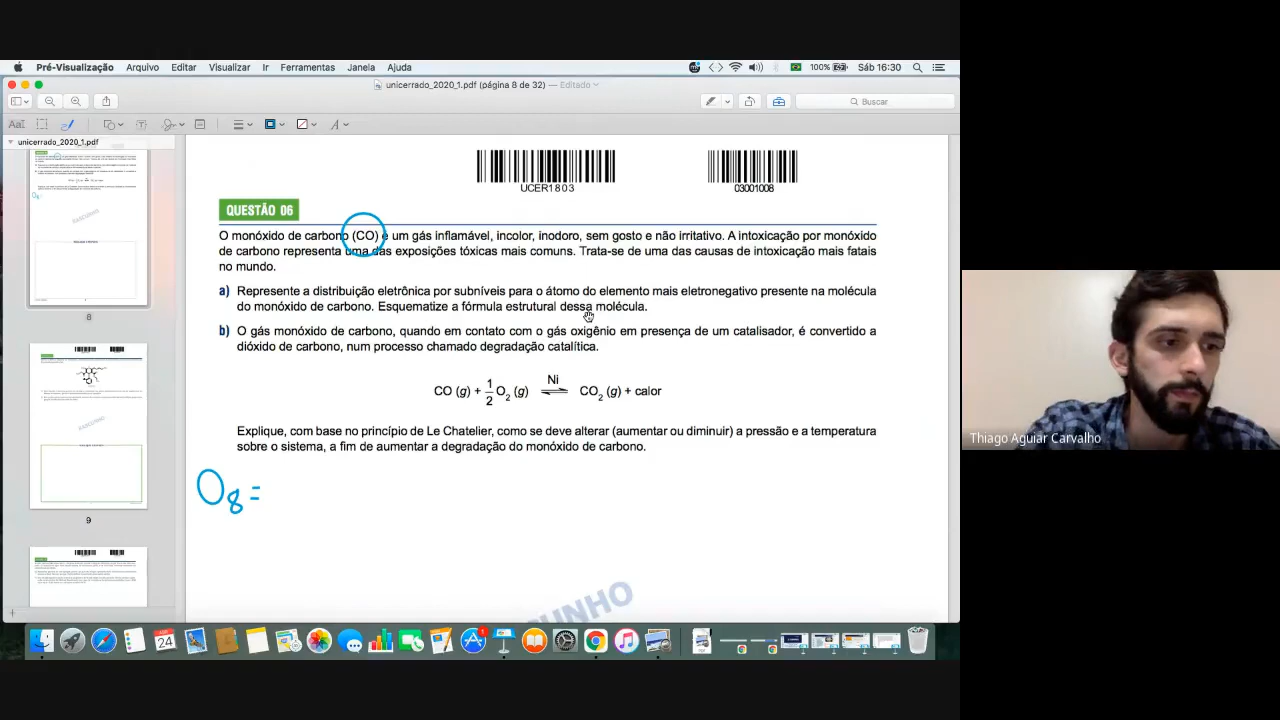 Pré-Visualização Arquivo Editar Visualizar Ir Ferramentas Janela Ajuda 100% Sáb 16:30
unicerrado_2020_1.pdf (página 8 de 32) — Editado
Buscar
unicerrado_2020_1.pdf
UCER1803
03001008
QUESTÃO 06
O monóxido de carbono (CO) é um gás inflamável, incolor, inodoro, sem gosto e não irritativo. A intoxicação por monóxido
de carbono representa uma das exposições tóxicas mais comuns. Trata-se de uma das causas de intoxicação mais fatais
no mundo.
a) Represente a distribuição eletrônica por subníveis para o átomo do elemento mais eletronegativo presente na molécula
do monóxido de carbono. Esquematize a fórmula estrutural dessa molécula.
b) O gás monóxido de carbono, quando em contato com o gás oxigênio em presença de um catalisador, é convertido a
dióxido de carbono, num processo chamado degradação catalítica.
Ni
CO (g) + 1/2 O2 (g) ⇌ CO2 (g) + calor
Explique, com base no princípio de Le Chatelier, como se deve alterar (aumentar ou diminuir) a pressão e a temperatura
sobre o sistema, a fim de aumentar a degradação do monóxido de carbono.
O8 =
UNHO
8
9
Thiago Aguiar Carvalho
24
1